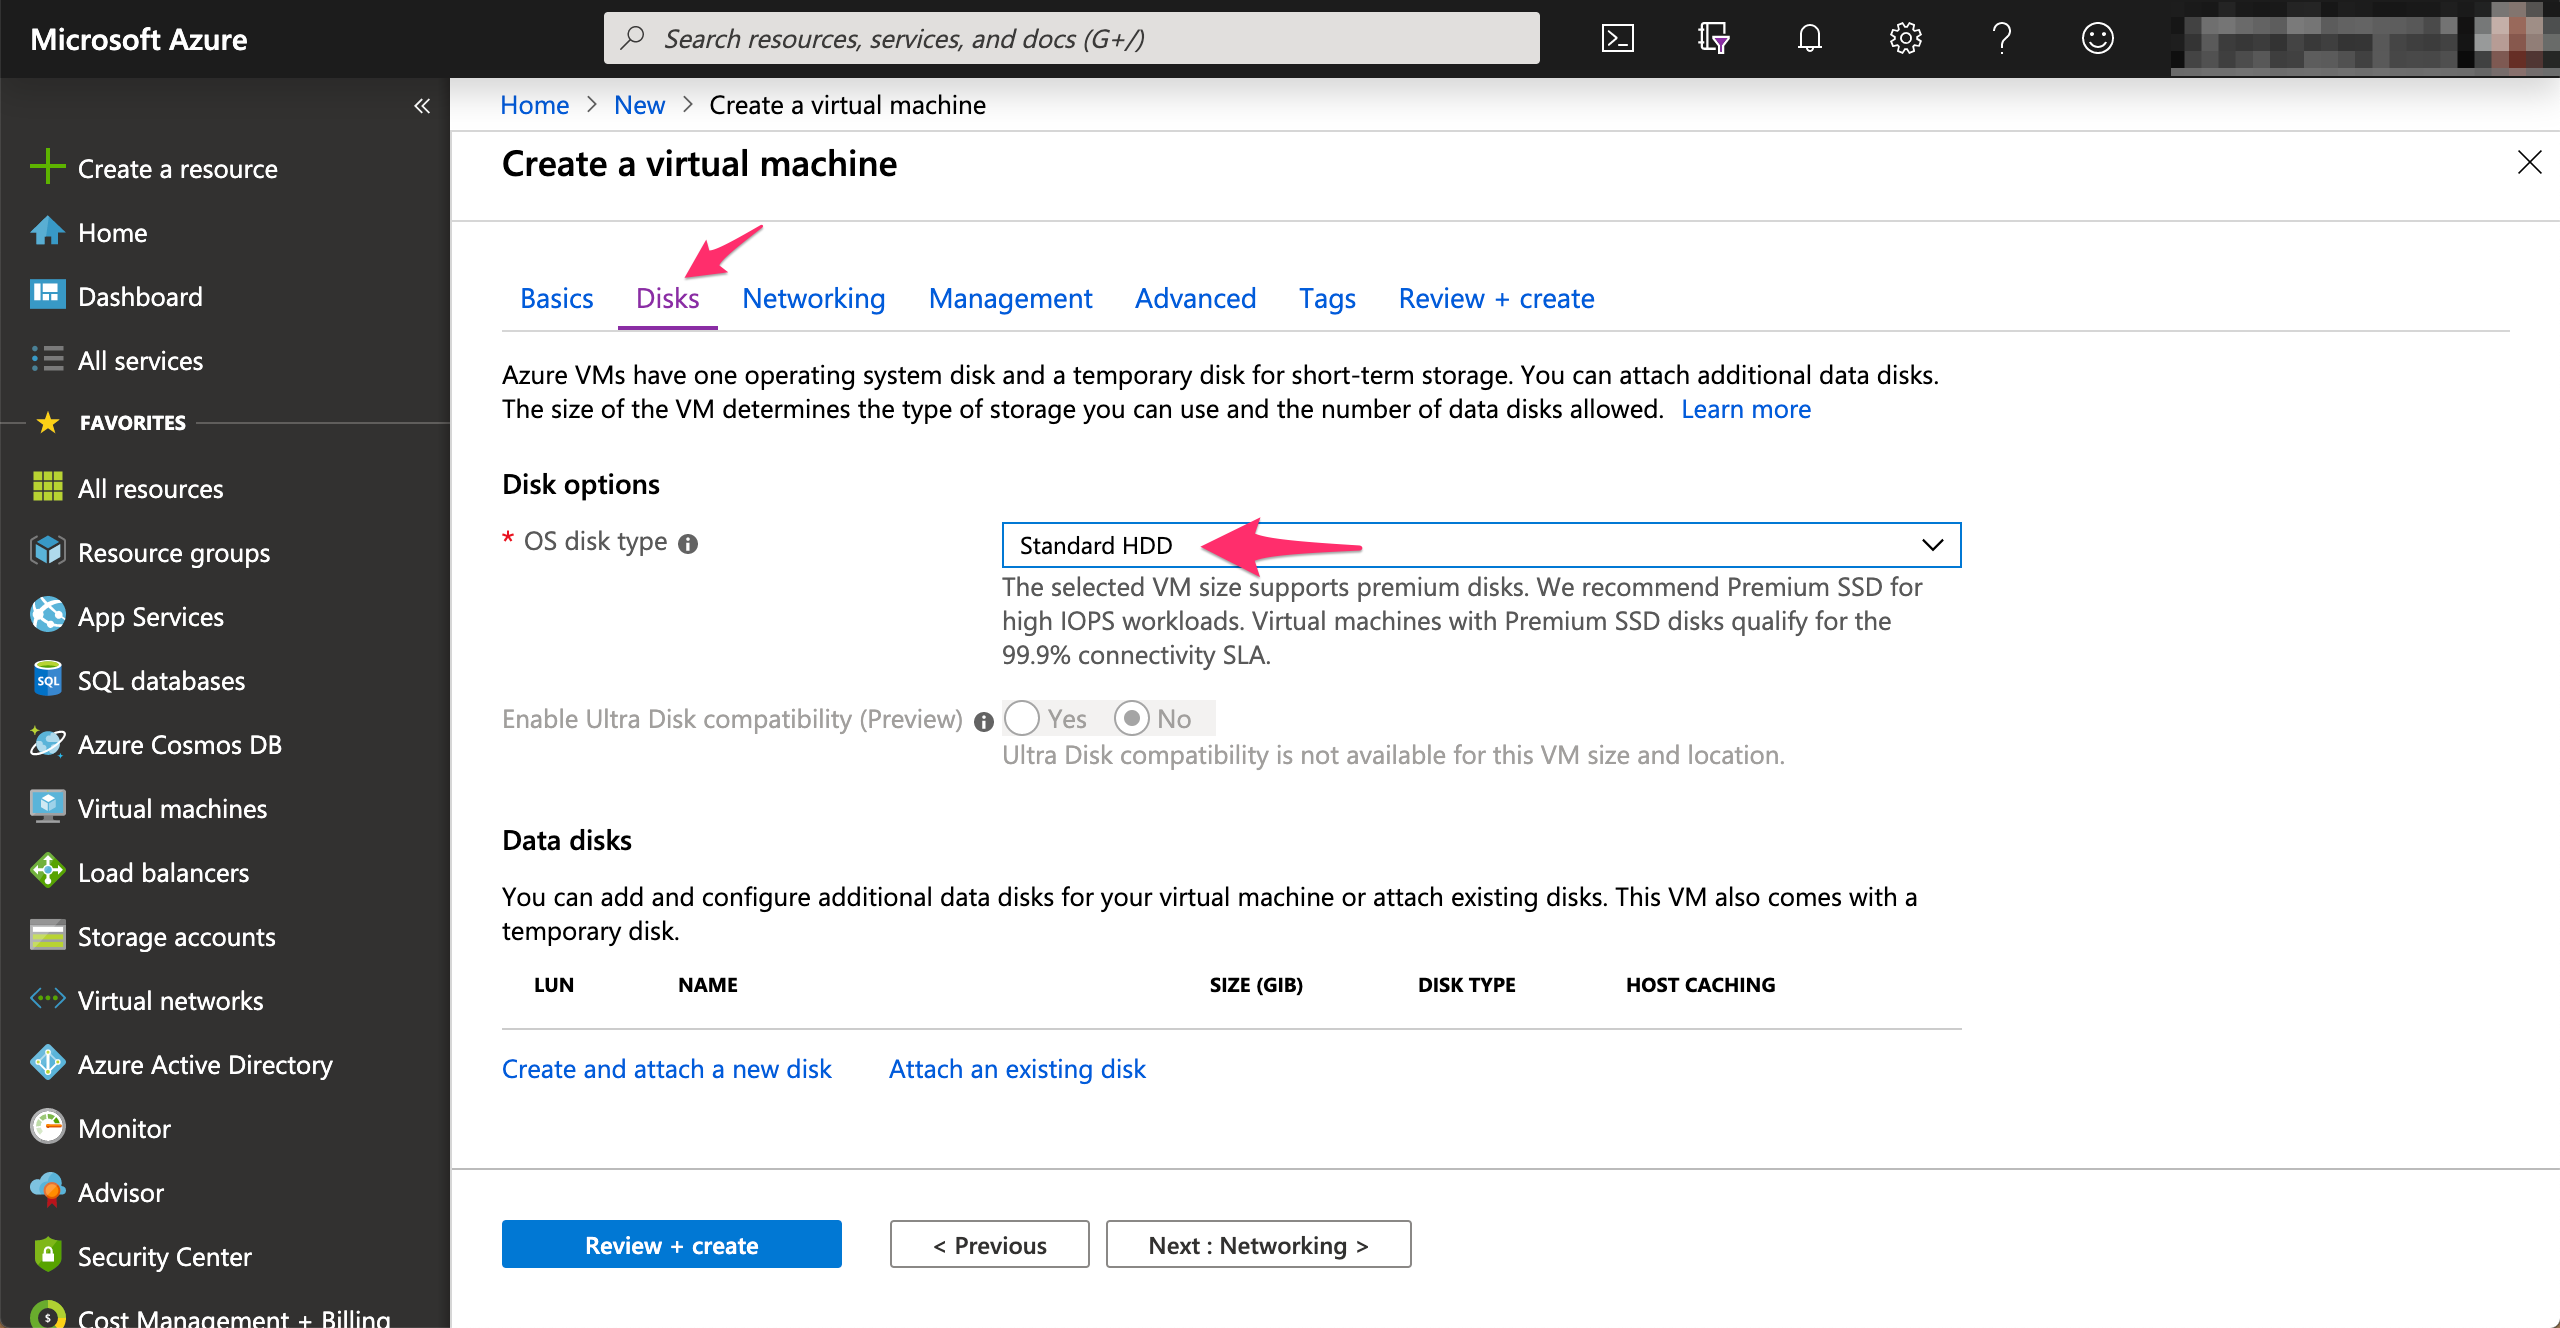 Microsoft Azure
Search resources, services, and docs (G+/)
«
Home > New > Create a virtual machine
Create a virtual machine
Create a resource
Home
Dashboard
All services
FAVORITES
All resources
Resource groups
App Services
SQL
SQL databases
Azure Cosmos DB
Virtual machines
Load balancers
Storage accounts
Virtual networks
Azure Active Directory
Monitor
Advisor
Security Center
$
Cost Management + Billing
Basics Disks Networking Management Advanced Tags Review + create
Azure VMs have one operating system disk and a temporary disk for short-term storage. You can attach additional data disks.
The size of the VM determines the type of storage you can use and the number of data disks allowed. Learn more
Disk options
* OS disk type
Standard HDD
The selected VM size supports premium disks. We recommend Premium SSD for
high IOPS workloads. Virtual machines with Premium SSD disks qualify for the
99.9% connectivity SLA.
Enable Ultra Disk compatibility (Preview) Yes No
Ultra Disk compatibility is not available for this VM size and location.
Data disks
You can add and configure additional data disks for your virtual machine or attach existing disks. This VM also comes with a
temporary disk.
LUN NAME SIZE (GIB) DISK TYPE HOST CACHING
Create and attach a new disk Attach an existing disk
Review + create < Previous Next : Networking >